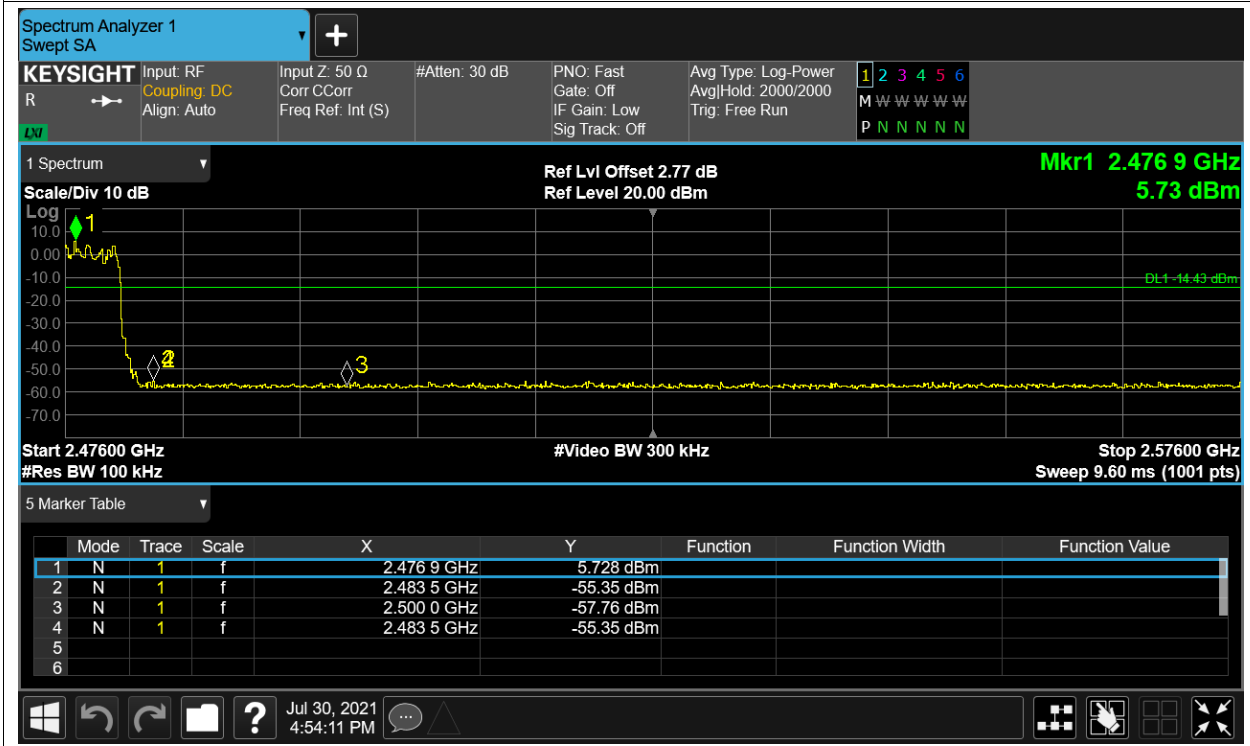 Spectrum Analyzer 1
Swept SA
KEYSIGHT Input: RF Input Z: 50 Ω #Atten: 30 dB PNO: Fast Avg Type: Log-Power 1 2 3 4 5 6
R Coupling: DC Corr CCorr Gate: Off Avg|Hold: 2000/2000 M W W W W W
Align: Auto Freq Ref: Int (S) IF Gain: Low Trig: Free Run
LXI Sig Track: Off P N N N N N
1 Spectrum Ref Lvl Offset 2.77 dB Mkr1 2.476 9 GHz
Scale/Div 10 dB Ref Level 20.00 dBm 5.73 dBm
Log
1
10.0
0.00
-10.0
DL1 -14.43 dBm
-20.0
-30.0
-40.0
2 3
-50.0
-60.0
-70.0
Start 2.47600 GHz #Video BW 300 kHz Stop 2.57600 GHz
#Res BW 100 kHz Sweep 9.60 ms (1001 pts)
5 Marker Table
Mode Trace Scale X Y Function Function Width Function Value
1 N 1 f 2.476 9 GHz 5.728 dBm
2 N 1 f 2.483 5 GHz -55.35 dBm
3 N 1 f 2.500 0 GHz -57.76 dBm
4 N 1 f 2.483 5 GHz -55.35 dBm
5
6
? Jul 30, 2021
4:54:11 PM